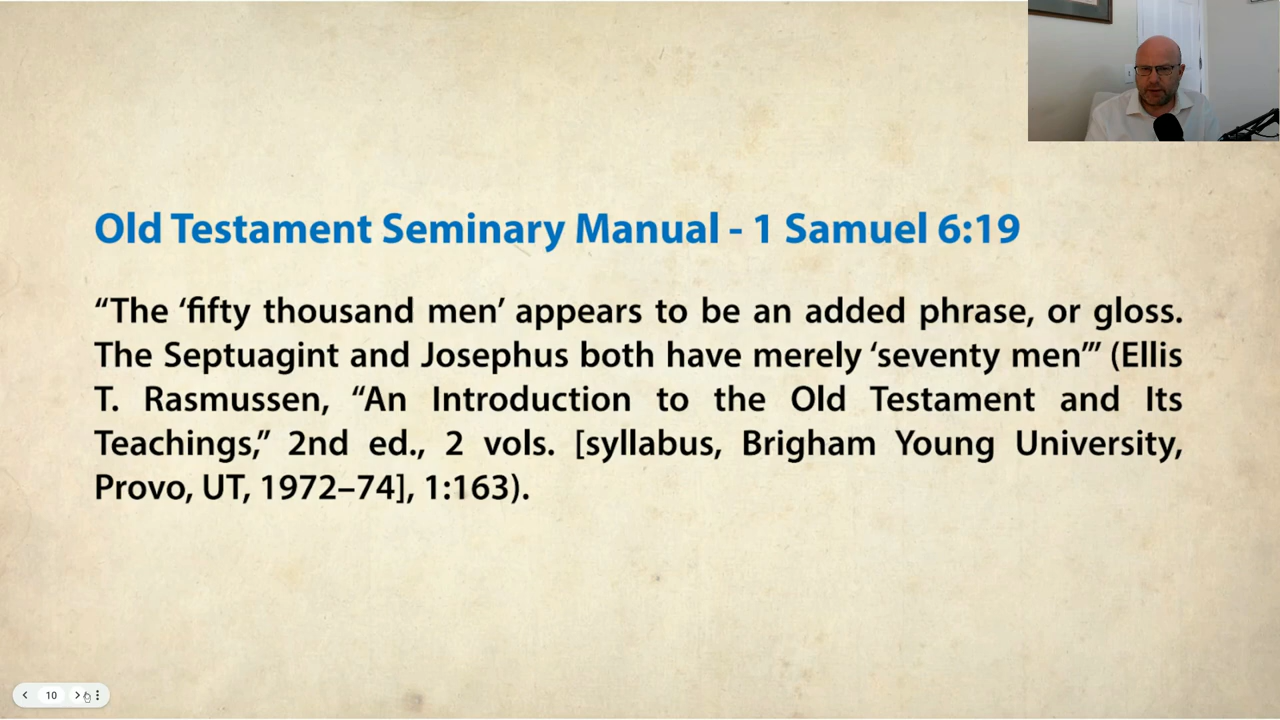 Old Testament Seminary Manual - 1 Samuel 6:19
“The ‘fifty thousand men’ appears to be an added phrase, or gloss.
The Septuagint and Josephus both have merely ‘seventy men’” (Ellis
T. Rasmussen, “An Introduction to the Old Testament and Its
Teachings,” 2nd ed., 2 vols. [syllabus, Brigham Young University,
Provo, UT, 1972–74], 1:163).
10